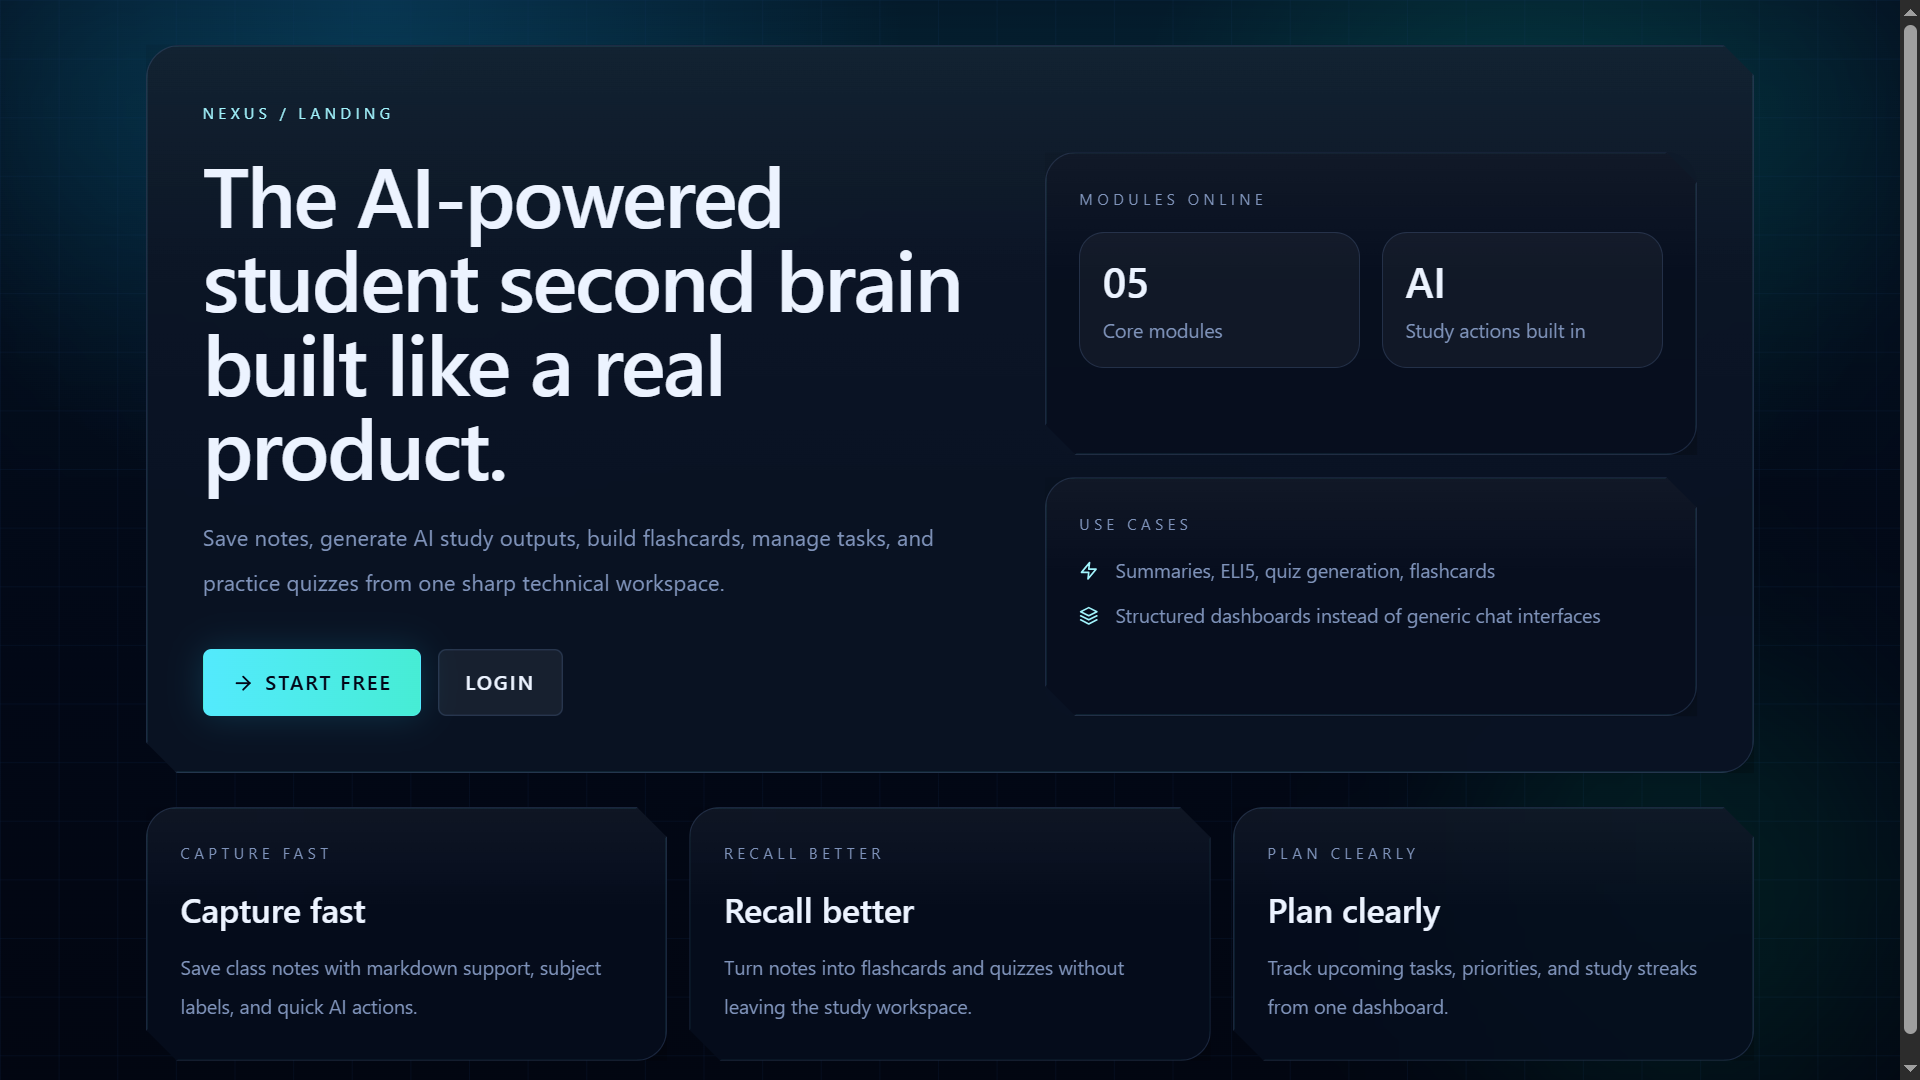 NEXUS / LANDING
The AI-powered
student second brain
built like a real
product.
Save notes, generate AI study outputs, build flashcards, manage tasks, and
practice quizzes from one sharp technical workspace.
START FREE
LOGIN
MODULES ONLINE
05
Core modules
AI
Study actions built in
USE CASES
Summaries, ELI5, quiz generation, flashcards
Structured dashboards instead of generic chat interfaces
CAPTURE FAST
Capture fast
Save class notes with markdown support, subject
labels, and quick AI actions.
RECALL BETTER
Recall better
Turn notes into flashcards and quizzes without
leaving the study workspace.
PLAN CLEARLY
Plan clearly
Track upcoming tasks, priorities, and study streaks
from one dashboard.